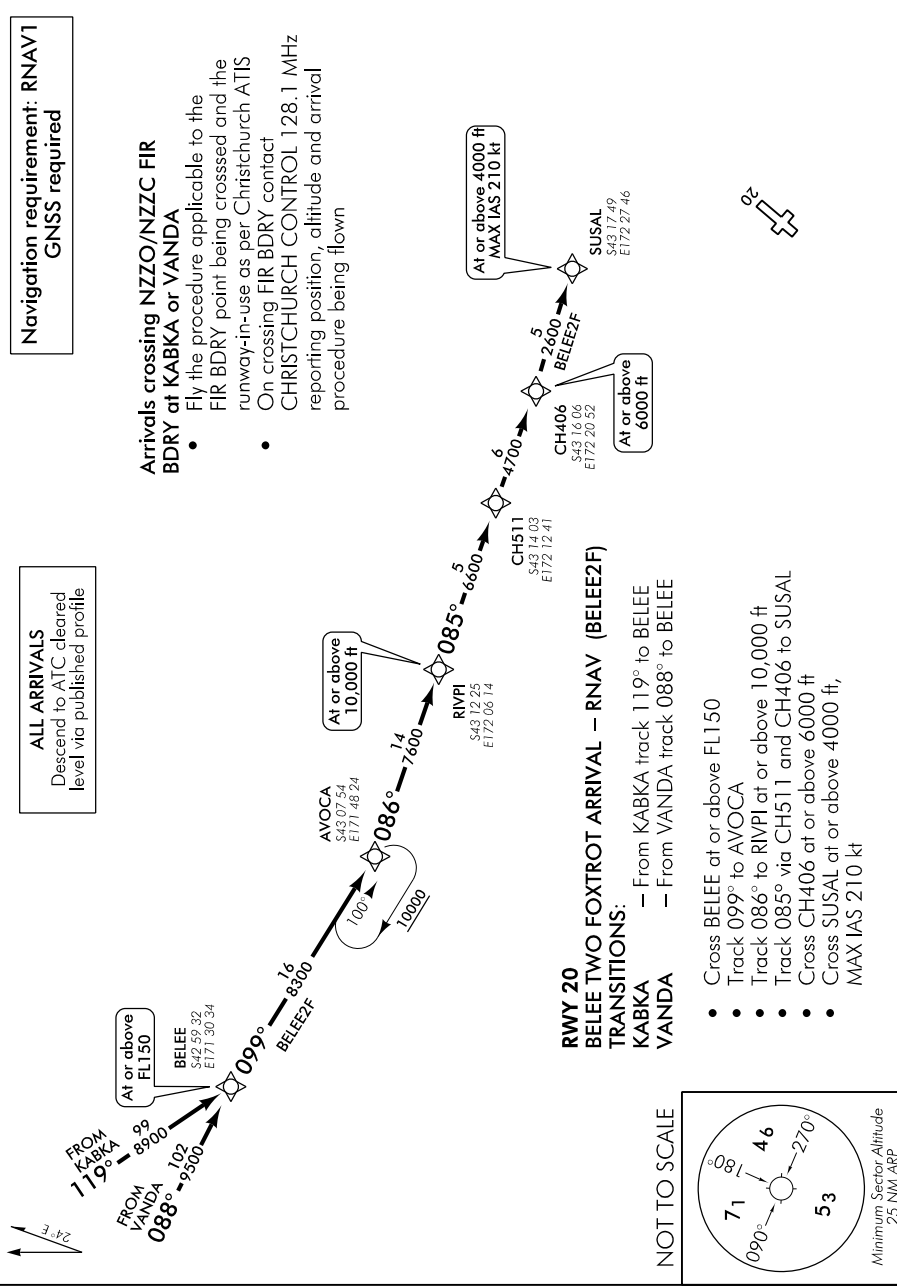 Navigation requirement: RNAV1
GNSS required
ALL ARRIVALS
Descend to ATC cleared
level via published profile
Arrivals crossing NZZO/NZZC FIR
BDRY at KABKA or VANDA
• Fly the procedure applicable to the
FIR BDRY point being crosssed and the
runway-in-use as per Christchurch ATIS
• On crossing FIR BDRY contact
CHRISTCHURCH CONTROL 128.1 MHz
reporting position, altitude and arrival
procedure being flown
24°E
FROM
KABKA
119°
99
8900
FROM
VANDA
088°
102
9500
At or above
FL150
BELEE
S42 59 32
E171 30 34
099°
16
8300
BELEE2F
AVOCA
S43 07 54
E171 48 24
100°
10000
086°
14
7600
At or above
10,000 ft
RIVPI
S43 12 25
E172 06 14
085°
5
6600
CH511
S43 14 03
E172 12 41
6
4700
CH406
S43 16 06
E172 20 52
At or above
6000 ft
5
2600
BELEE2F
At or above 4000 ft
MAX IAS 210 kt
SUSAL
S43 17 49
E172 27 46
20
RWY 20
BELEE TWO FOXTROT ARRIVAL – RNAV (BELEE2F)
TRANSITIONS:
KABKA – From KABKA track 119° to BELEE
VANDA – From VANDA track 088° to BELEE
• Cross BELEE at or above FL150
• Track 099° to AVOCA
• Track 086° to RIVPI at or above 10,000 ft
• Track 085° via CH511 and CH406 to SUSAL
• Cross CH406 at or above 6000 ft
• Cross SUSAL at or above 4000 ft,
MAX IAS 210 kt
NOT TO SCALE
090°
180°
270°
71
46
53
Minimum Sector Altitude
25 NM ARP